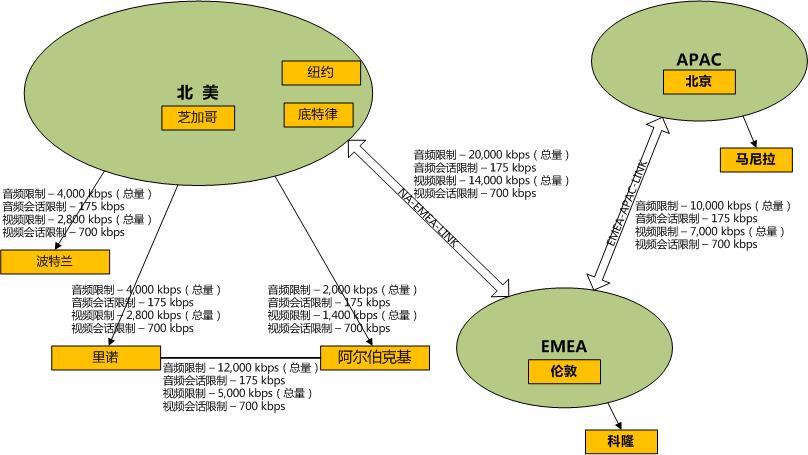 北 美
芝加哥
纽约
底特律
APAC
北京
马尼拉
音频限制 – 20,000 kbps（总量）
音频会话限制 – 175 kbps
视频限制 – 14,000 kbps（总量）
视频会话限制 – 700 kbps
NA-EMEA-LINK
EMEA-APAC-LINK
音频限制 – 10,000 kbps（总量）
音频会话限制 – 175 kbps
视频限制 – 7,000 kbps（总量）
视频会话限制 – 700 kbps
音频限制 – 4,000 kbps（总量）
音频会话限制 – 175 kbps
视频限制 – 2,800 kbps（总量）
视频会话限制 – 700 kbps
波特兰
音频限制 – 4,000 kbps（总量）
音频会话限制 – 175 kbps
视频限制 – 2,800 kbps（总量）
视频会话限制 – 700 kbps
音频限制 – 2,000 kbps（总量）
音频会话限制 – 175 kbps
视频限制 – 1,400 kbps（总量）
视频会话限制 – 700 kbps
里诺
阿尔伯克基
音频限制 – 12,000 kbps（总量）
音频会话限制 – 175 kbps
视频限制 – 5,000 kbps（总量）
视频会话限制 – 700 kbps
EMEA
伦敦
科隆